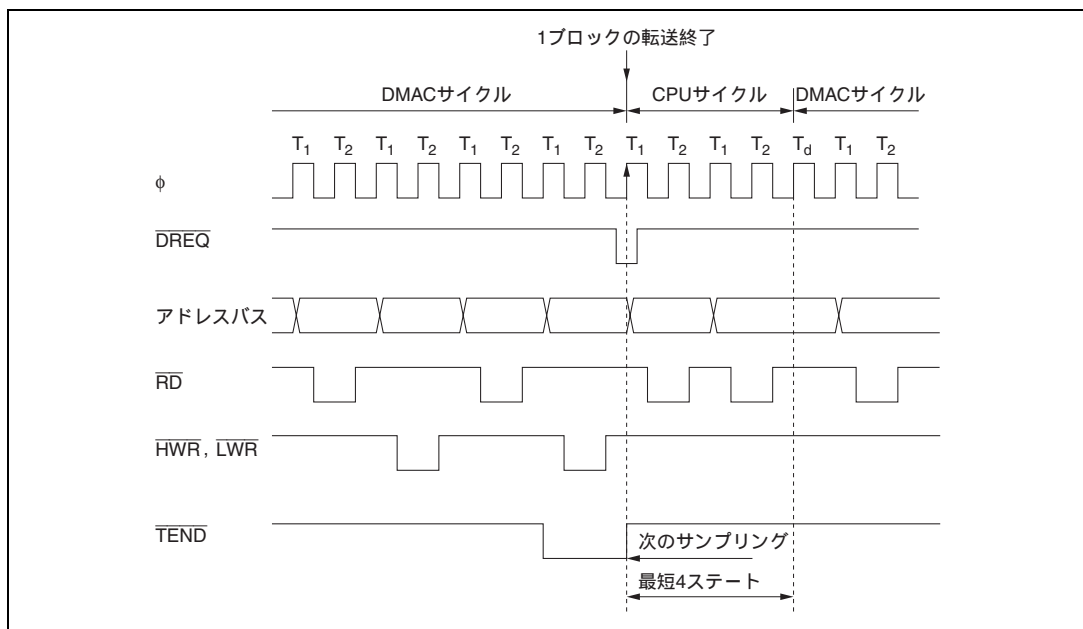 1ブロックの転送終了
DMACサイクル CPUサイクル DMACサイクル
T1 T2 T1 T2 T1 T2 T1 T2 T1 T2 T1 T2 Td T1 T2
φ
DREQ
アドレスバス
RD
HWR, LWR
TEND
次のサンプリング
最短4ステート